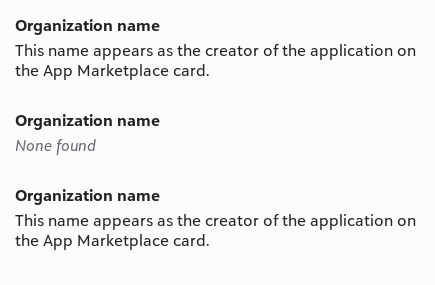 Organization name
This name appears as the creator of the application on
the App Marketplace card.
Organization name
None found
Organization name
This name appears as the creator of the application on
the App Marketplace card.